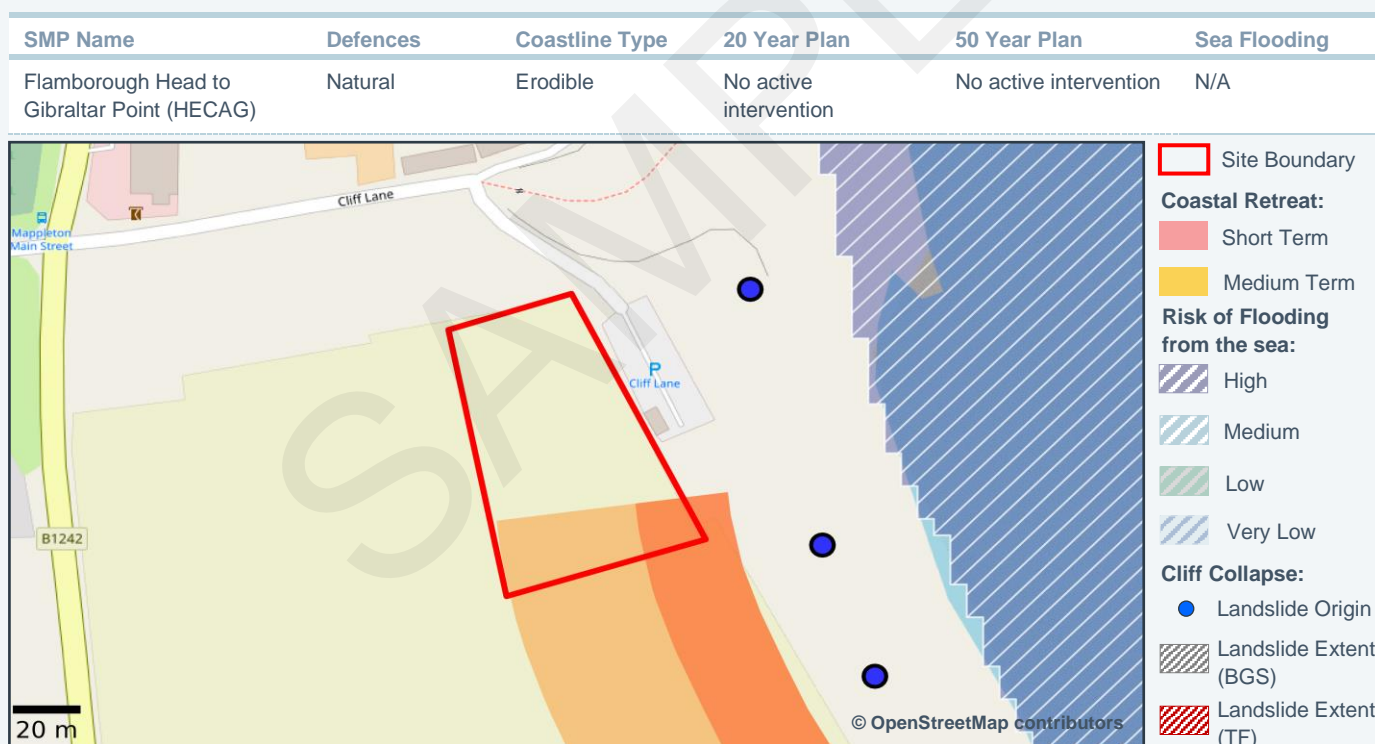 SMP Name Defences Coastline Type 20 Year Plan 50 Year Plan Sea Flooding
Flamborough Head to Natural Erodible No active No active intervention N/A
Gibraltar Point (HECAG) intervention
Site Boundary
Coastal Retreat:
Short Term
Medium Term
Risk of Flooding
from the sea:
High
Medium
Low
Very Low
Cliff Collapse:
Landslide Origin
Landslide Extent
(BGS)
Landslide Extent
(TF)
Cliff Lane
Mappleton
Main Street
P
Cliff Lane
B1242
20 m
© OpenStreetMap contributors
SAMPLE